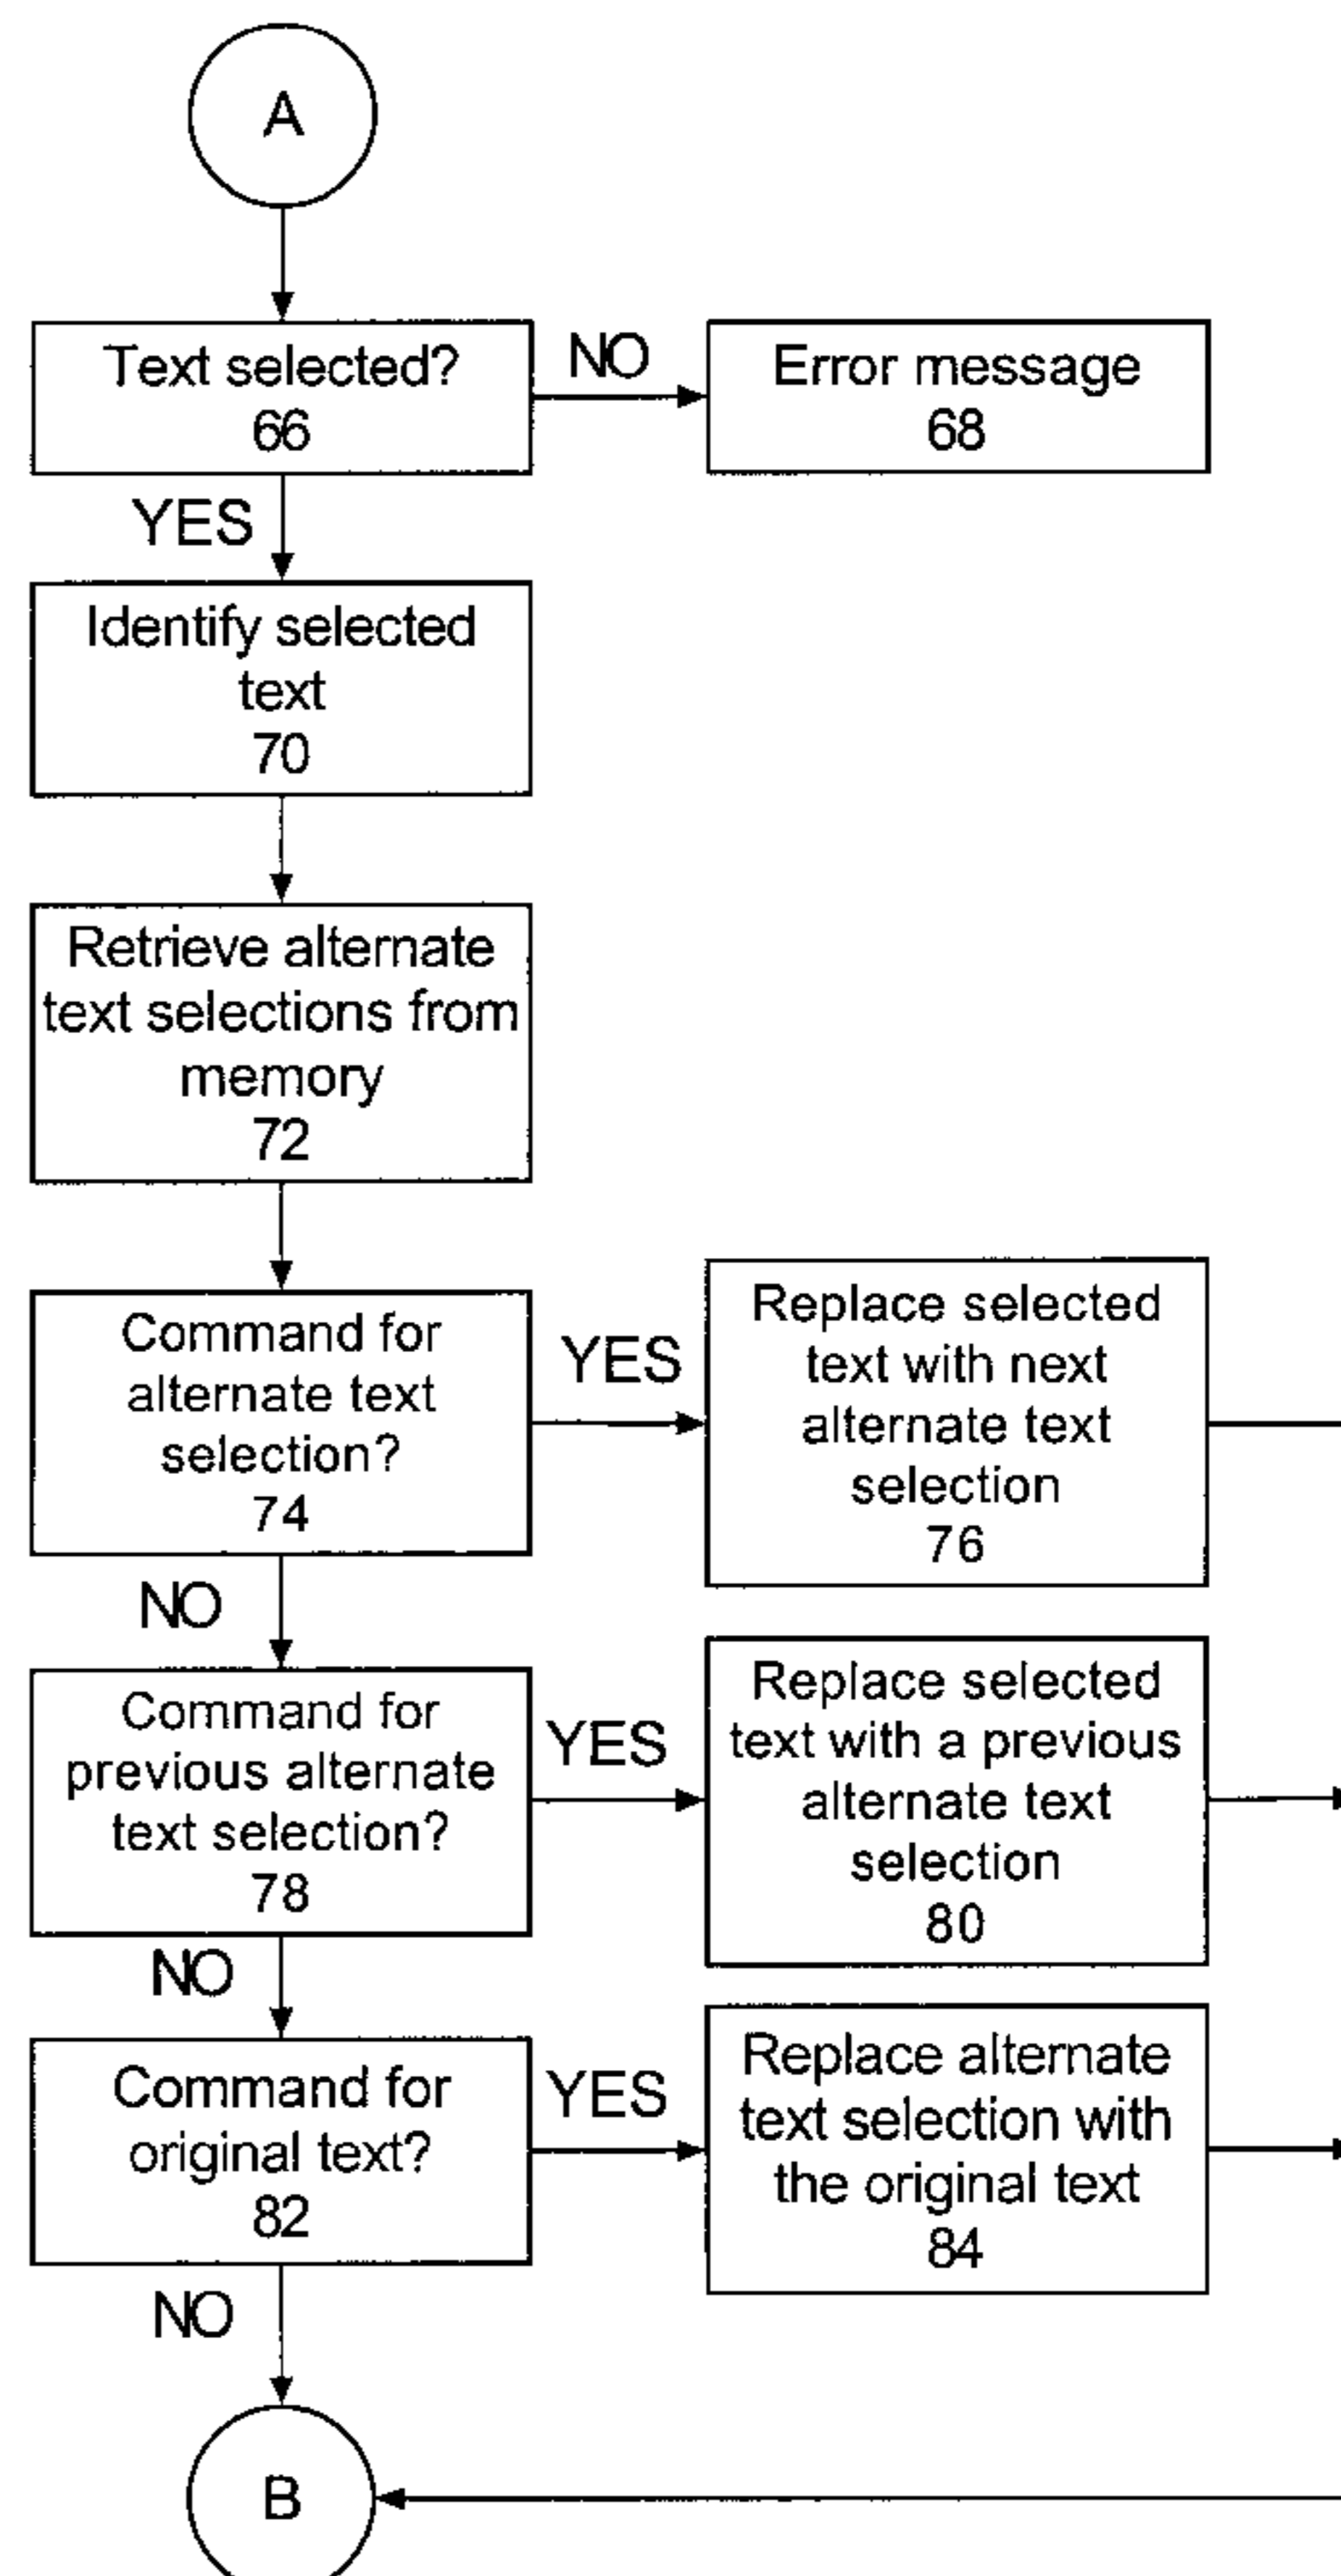 A
Text selected?
66
NO
Error message
68
YES
Identify selected
text
70
Retrieve alternate
text selections from
memory
72
Command for
alternate text
selection?
74
YES
Replace selected
text with next
alternate text
selection
76
NO
Command for
previous alternate
text selection?
78
YES
Replace selected
text with a previous
alternate text
selection
80
NO
Command for
original text?
82
YES
Replace alternate
text selection with
the original text
84
NO
B